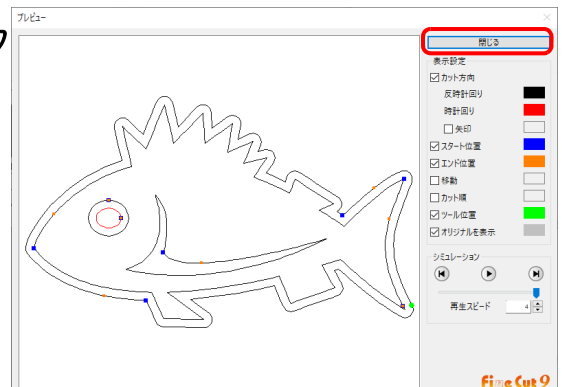 プレビュー
閉じる
表示設定
カット方向
反時計回り
時計回り
矢印
スタート位置
エンド位置
移動
カット順
ツール位置
オリジナルを表示
シミュレーション
再生スピード 4
Fine Cut 9